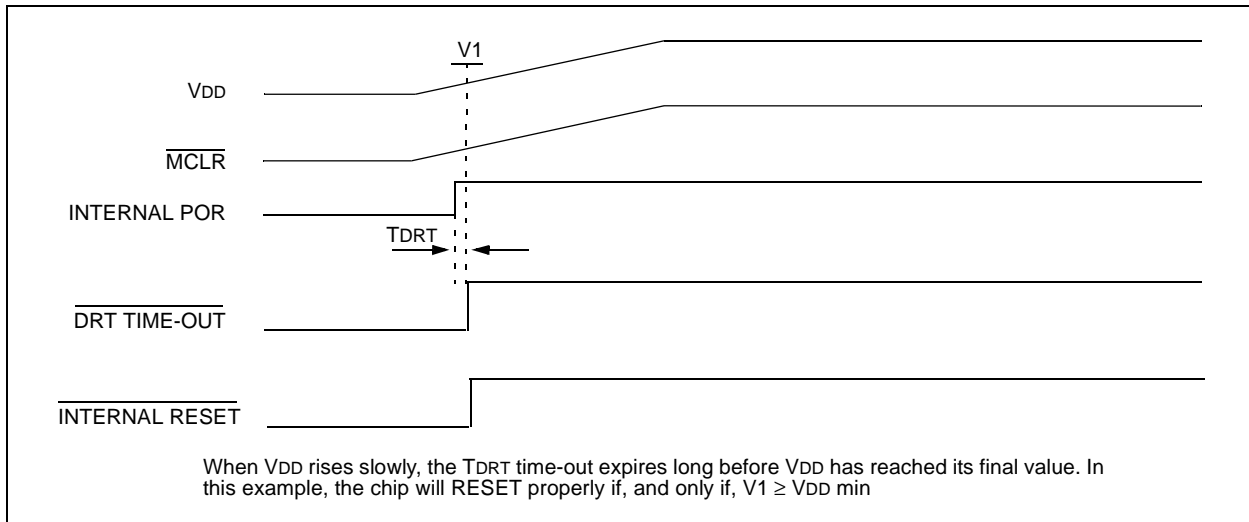 V1
VDD
MCLR
INTERNAL POR
TDRT
DRT TIME-OUT
INTERNAL RESET
When VDD rises slowly, the TDRT time-out expires long before VDD has reached its final value. In
this example, the chip will RESET properly if, and only if, V1 ≥ VDD min